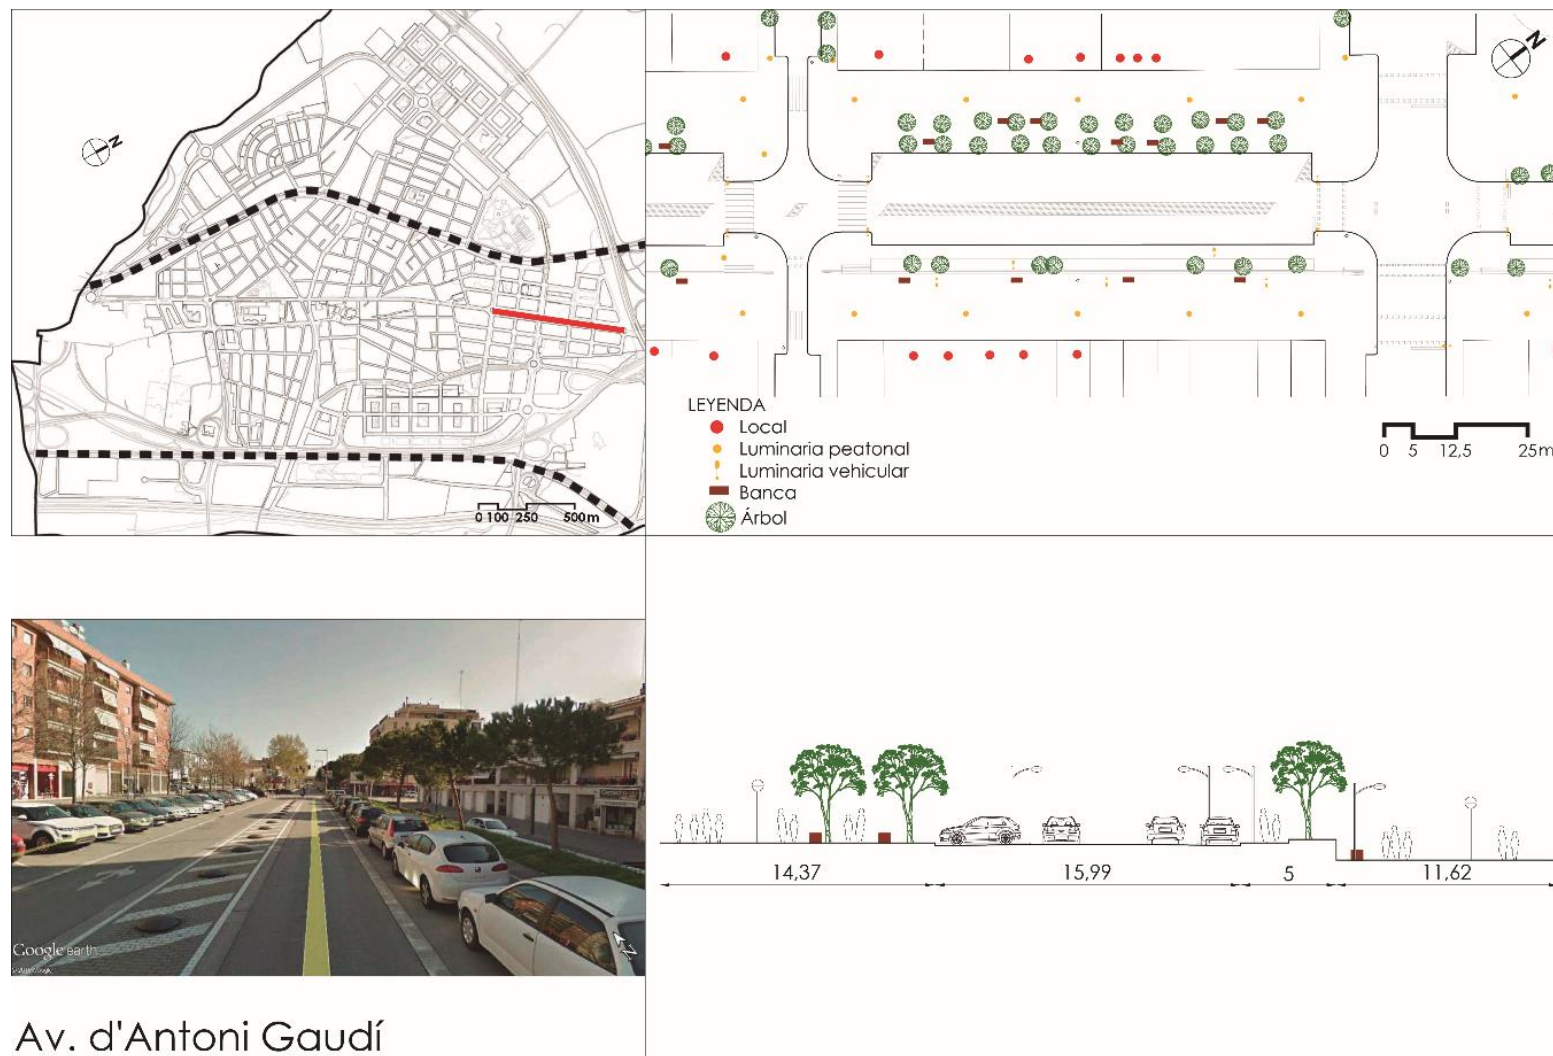 N
0 100 250 500m
N
LEYENDA
Local
Luminaria peatonal
Luminaria vehicular
Banca
Árbol
0 5 12,5 25m
Google earth
N
14,37 15,99 5 11,62
Av. d'Antoni Gaudí